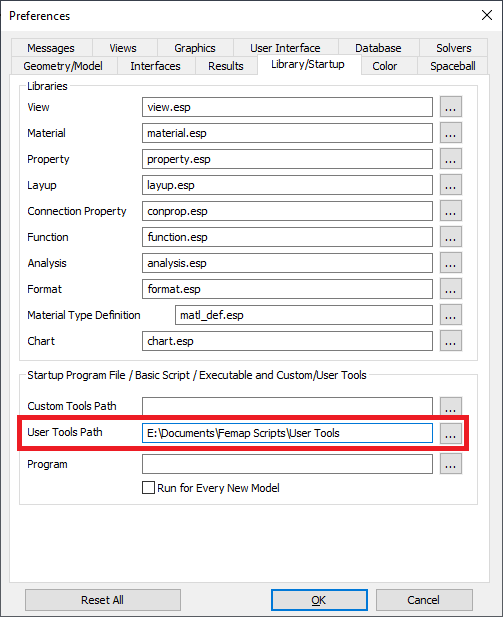 Preferences
Messages Views Graphics User Interface Database Solvers
Geometry/Model Interfaces Results Library/Startup Color Spaceball
Libraries
View view.esp ...
Material material.esp ...
Property property.esp ...
Layup layup.esp ...
Connection Property conprop.esp ...
Function function.esp ...
Analysis analysis.esp ...
Format format.esp ...
Material Type Definition matl_def.esp ...
Chart chart.esp ...
Startup Program File / Basic Script / Executable and Custom/User Tools
Custom Tools Path ...
User Tools Path E:\Documents\Femap Scripts\User Tools ...
Program ...
Run for Every New Model
Reset All OK Cancel